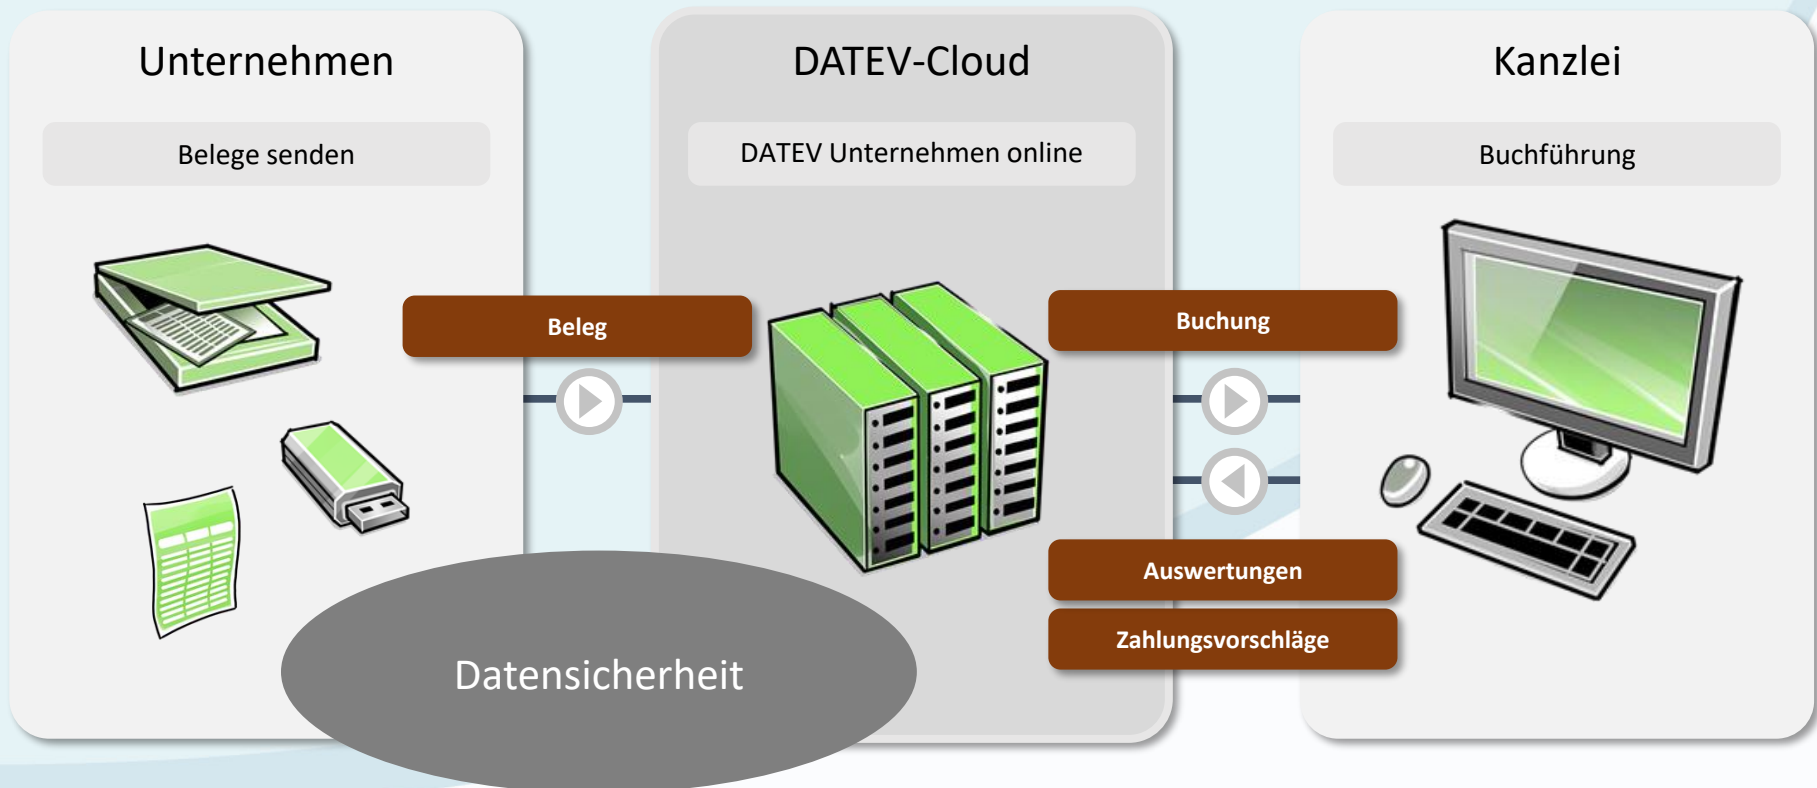 Unternehmen
DATEV-Cloud
Kanzlei
Belege senden
DATEV Unternehmen online
Buchführung
Beleg
Buchung
Auswertungen
Zahlungsvorschläge
Datensicherheit